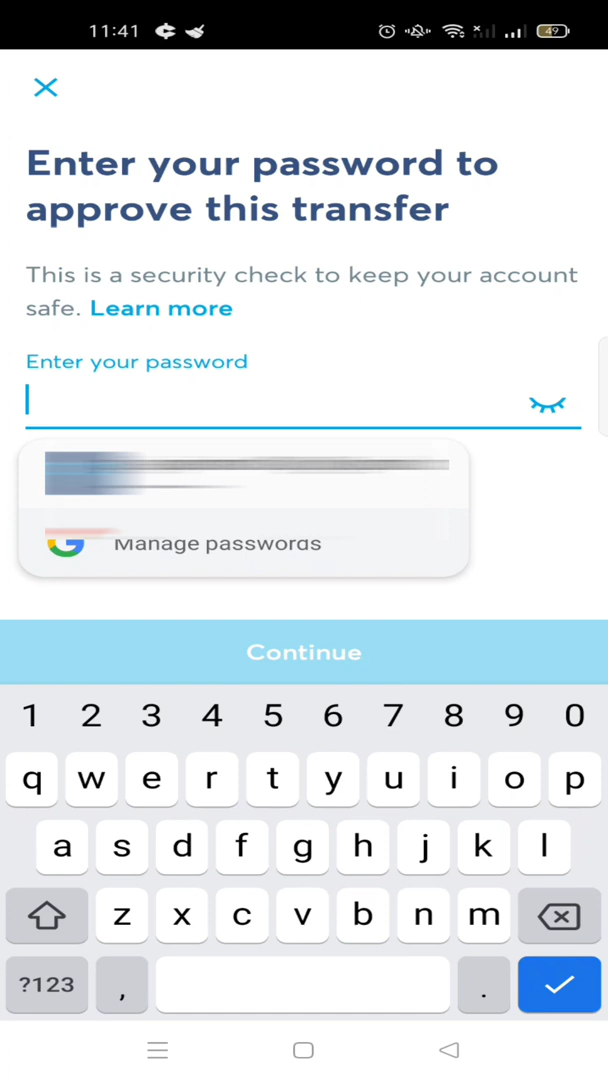 11:41
49
Enter your password to
approve this transfer
This is a security check to keep your account
safe. Learn more
Enter your password
Manage passwords
Continue
1 2 3 4 5 6 7 8 9 0
q w e r t y u i o p
a s d f g h j k l
z x c v b n m
?123 , .